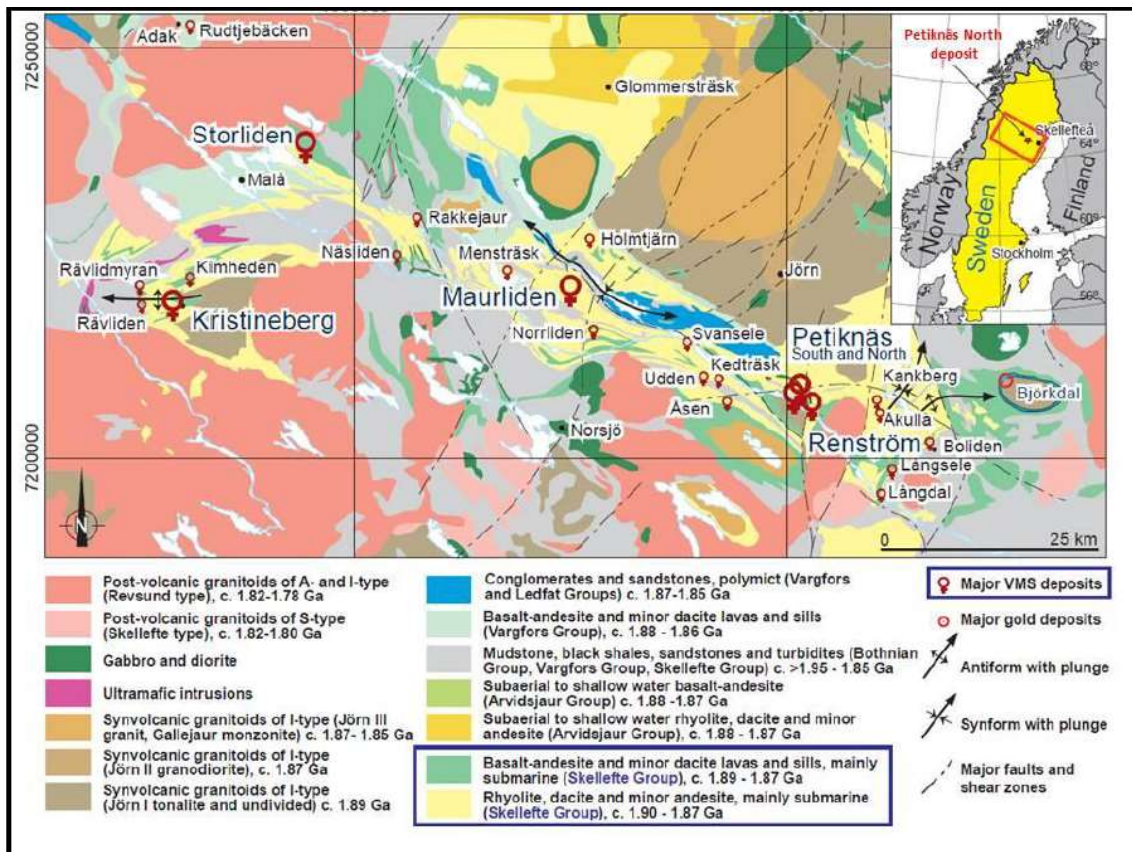 Adak
Rudtjebäcken
7250000
Glommersträsk
Storliden
Malå
Rakkejaur
Holmtjärn
Näsliden
Mensträsk
Jörn
Rävlidmyran
Kimheden
Maurliden
Rävliden
Kristineberg
Norrliden
Svansele
Petiknäs
South and North
Kedträsk
Kankberg
Udden
Björkdal
Åsen
Akulla
Norsjö
Renström
Boliden
7200000
Långsele
Långdal
N
0
25 km
Petiknäs North
deposit
68°
Skellefteå
64°
Norway
Sweden
Finland
60°
Stockholm
56°
Post-volcanic granitoids of A- and I-type
(Revsund type), c. 1.82-1.78 Ga
Post-volcanic granitoids of S-type
(Skellefte type), c. 1.82-1.80 Ga
Gabbro and diorite
Ultramafic intrusions
Synvolcanic granitoids of I-type (Jörn III
granit, Gallejaur monzonite) c. 1.87- 1.85 Ga
Synvolcanic granitoids of I-type
(Jörn II granodiorite), c. 1.87 Ga
Synvolcanic granitoids of I-type
(Jörn I tonalite and undivided) c. 1.89 Ga
Conglomerates and sandstones, polymict (Vargfors
and Ledfat Groups) c. 1.87-1.85 Ga
Basalt-andesite and minor dacite lavas and sills
(Vargfors Group), c. 1.88 - 1.86 Ga
Mudstone, black shales, sandstones and turbidites (Bothnian
Group, Vargfors Group, Skellefte Group) c. >1.95 - 1.85 Ga
Subaerial to shallow water basalt-andesite
(Arvidsjaur Group) c. 1.88 -1.87 Ga
Subaerial to shallow water rhyolite, dacite and minor
andesite (Arvidsjaur Group), c. 1.88 - 1.87 Ga
Basalt-andesite and minor dacite lavas and sills, mainly
submarine (Skellefte Group), c. 1.89 - 1.87 Ga
Rhyolite, dacite and minor andesite, mainly submarine
(Skellefte Group), c. 1.90 - 1.87 Ga
Major VMS deposits
Major gold deposits
Antiform with plunge
Synform with plunge
Major faults and
shear zones